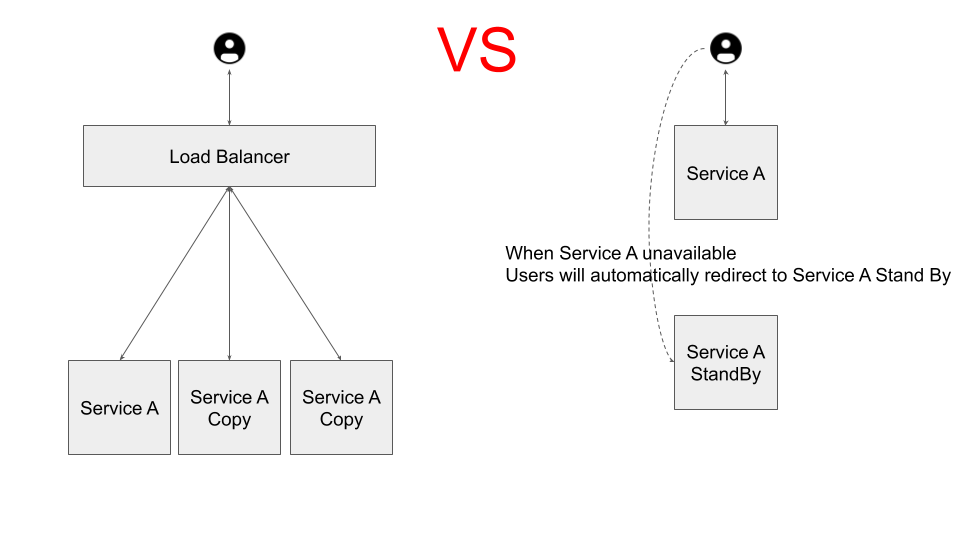 VS
Load Balancer
Service A
Service A
Copy
Service A
Copy
Service A
When Service A unavailable
Users will automatically redirect to Service A Stand By
Service A
StandBy